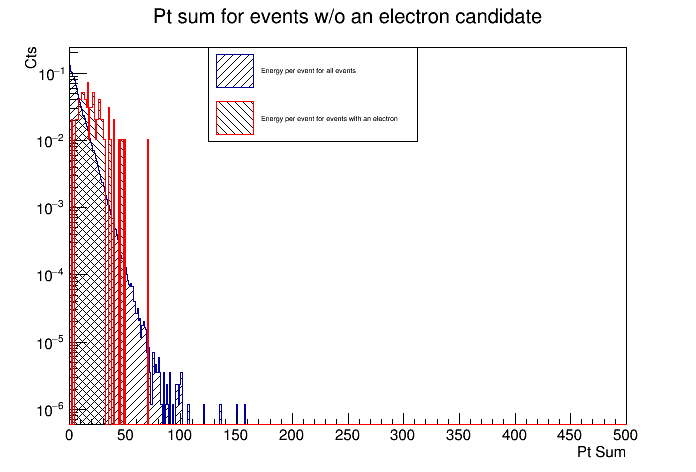 Pt sum for events w/o an electron candidate
Cts
Energy per event for all events
Energy per event for events with an electron
10⁻¹
10⁻²
10⁻³
10⁻⁴
10⁻⁵
10⁻⁶
0 50 100 150 200 250 300 350 400 450 500
Pt Sum